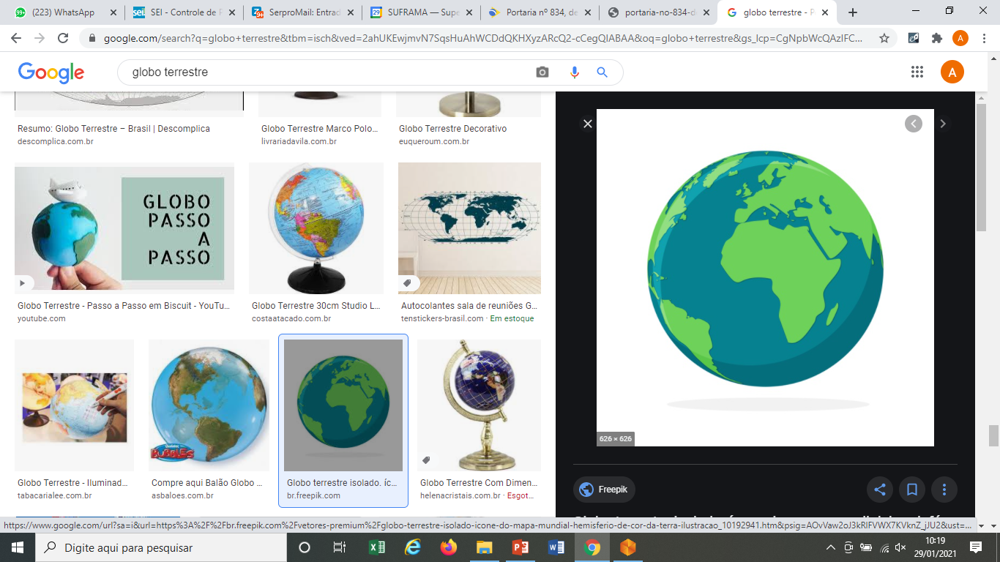 (223) WhatsApp
SEI - Controle de P
SerproMail: Entrad
SUFRAMA — Supe
Portaria nº 834, de
portaria-no-834-d
globo terrestre - P
google.com/search?q=globo+terrestre&tbm=isch&ved=2ahUKEwjmvN7SqsHuAhWCDdQKHXyzARcQ2-cCegQIABAA&oq=globo+terrestre&gs_lcp=CgNpbWcQAzIFC...
A
Google
globo terrestre
A
Resumo: Globo Terrestre – Brasil | Descomplica
descomplica.com.br
Globo Terrestre Marco Polo...
livrariadavila.com.br
Globo Terrestre Decorativo
euqueroum.com.br
GLOBO
PASSO
A
PASSO
Globo Terrestre - Passo a Passo em Biscuit - YouTu...
youtube.com
Globo Terrestre 30cm Studio L...
costaatacado.com.br
Autocolantes sala de reuniões G...
tenstickers-brasil.com · Em estoque
BUBBLES
Globo Terrestre - Iluminad...
tabacarialee.com.br
Compre aqui Balão Globo ...
asbaloes.com.br
Globo terrestre isolado. íc...
br.freepik.com
Globo Terrestre Com Dimen...
helenacristais.com.br · Esgot...
626 × 626
Freepik
https://www.google.com/url?sa=i&url=https%3A%2F%2Fbr.freepik.com%2Fvetores-premium%2Fglobo-terrestre-isolado-icone-do-mapa-mundial-hemisferio-de-cor-da-terra-ilustracao_10192941.htm&psig=AOvVaw2oJ3kRlFVWX7KVknZ_jJU2&ust=...
Digite aqui para pesquisar
10:19
29/01/2021